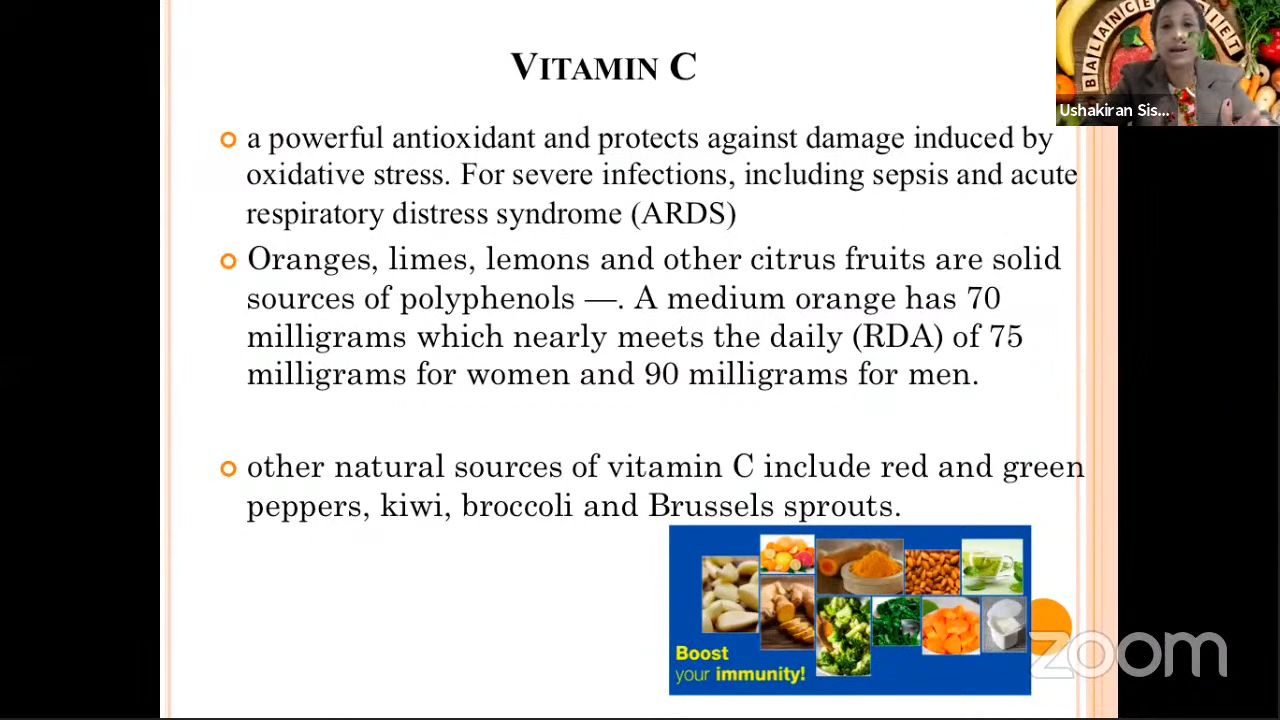 VITAMIN C
BALANCE DIET
Ushakiran Sis...
a powerful antioxidant and protects against damage induced by
oxidative stress. For severe infections, including sepsis and acute
respiratory distress syndrome (ARDS)
Oranges, limes, lemons and other citrus fruits are solid
sources of polyphenols —. A medium orange has 70
milligrams which nearly meets the daily (RDA) of 75
milligrams for women and 90 milligrams for men.
other natural sources of vitamin C include red and green
peppers, kiwi, broccoli and Brussels sprouts.
Boost
your immunity!
zoom